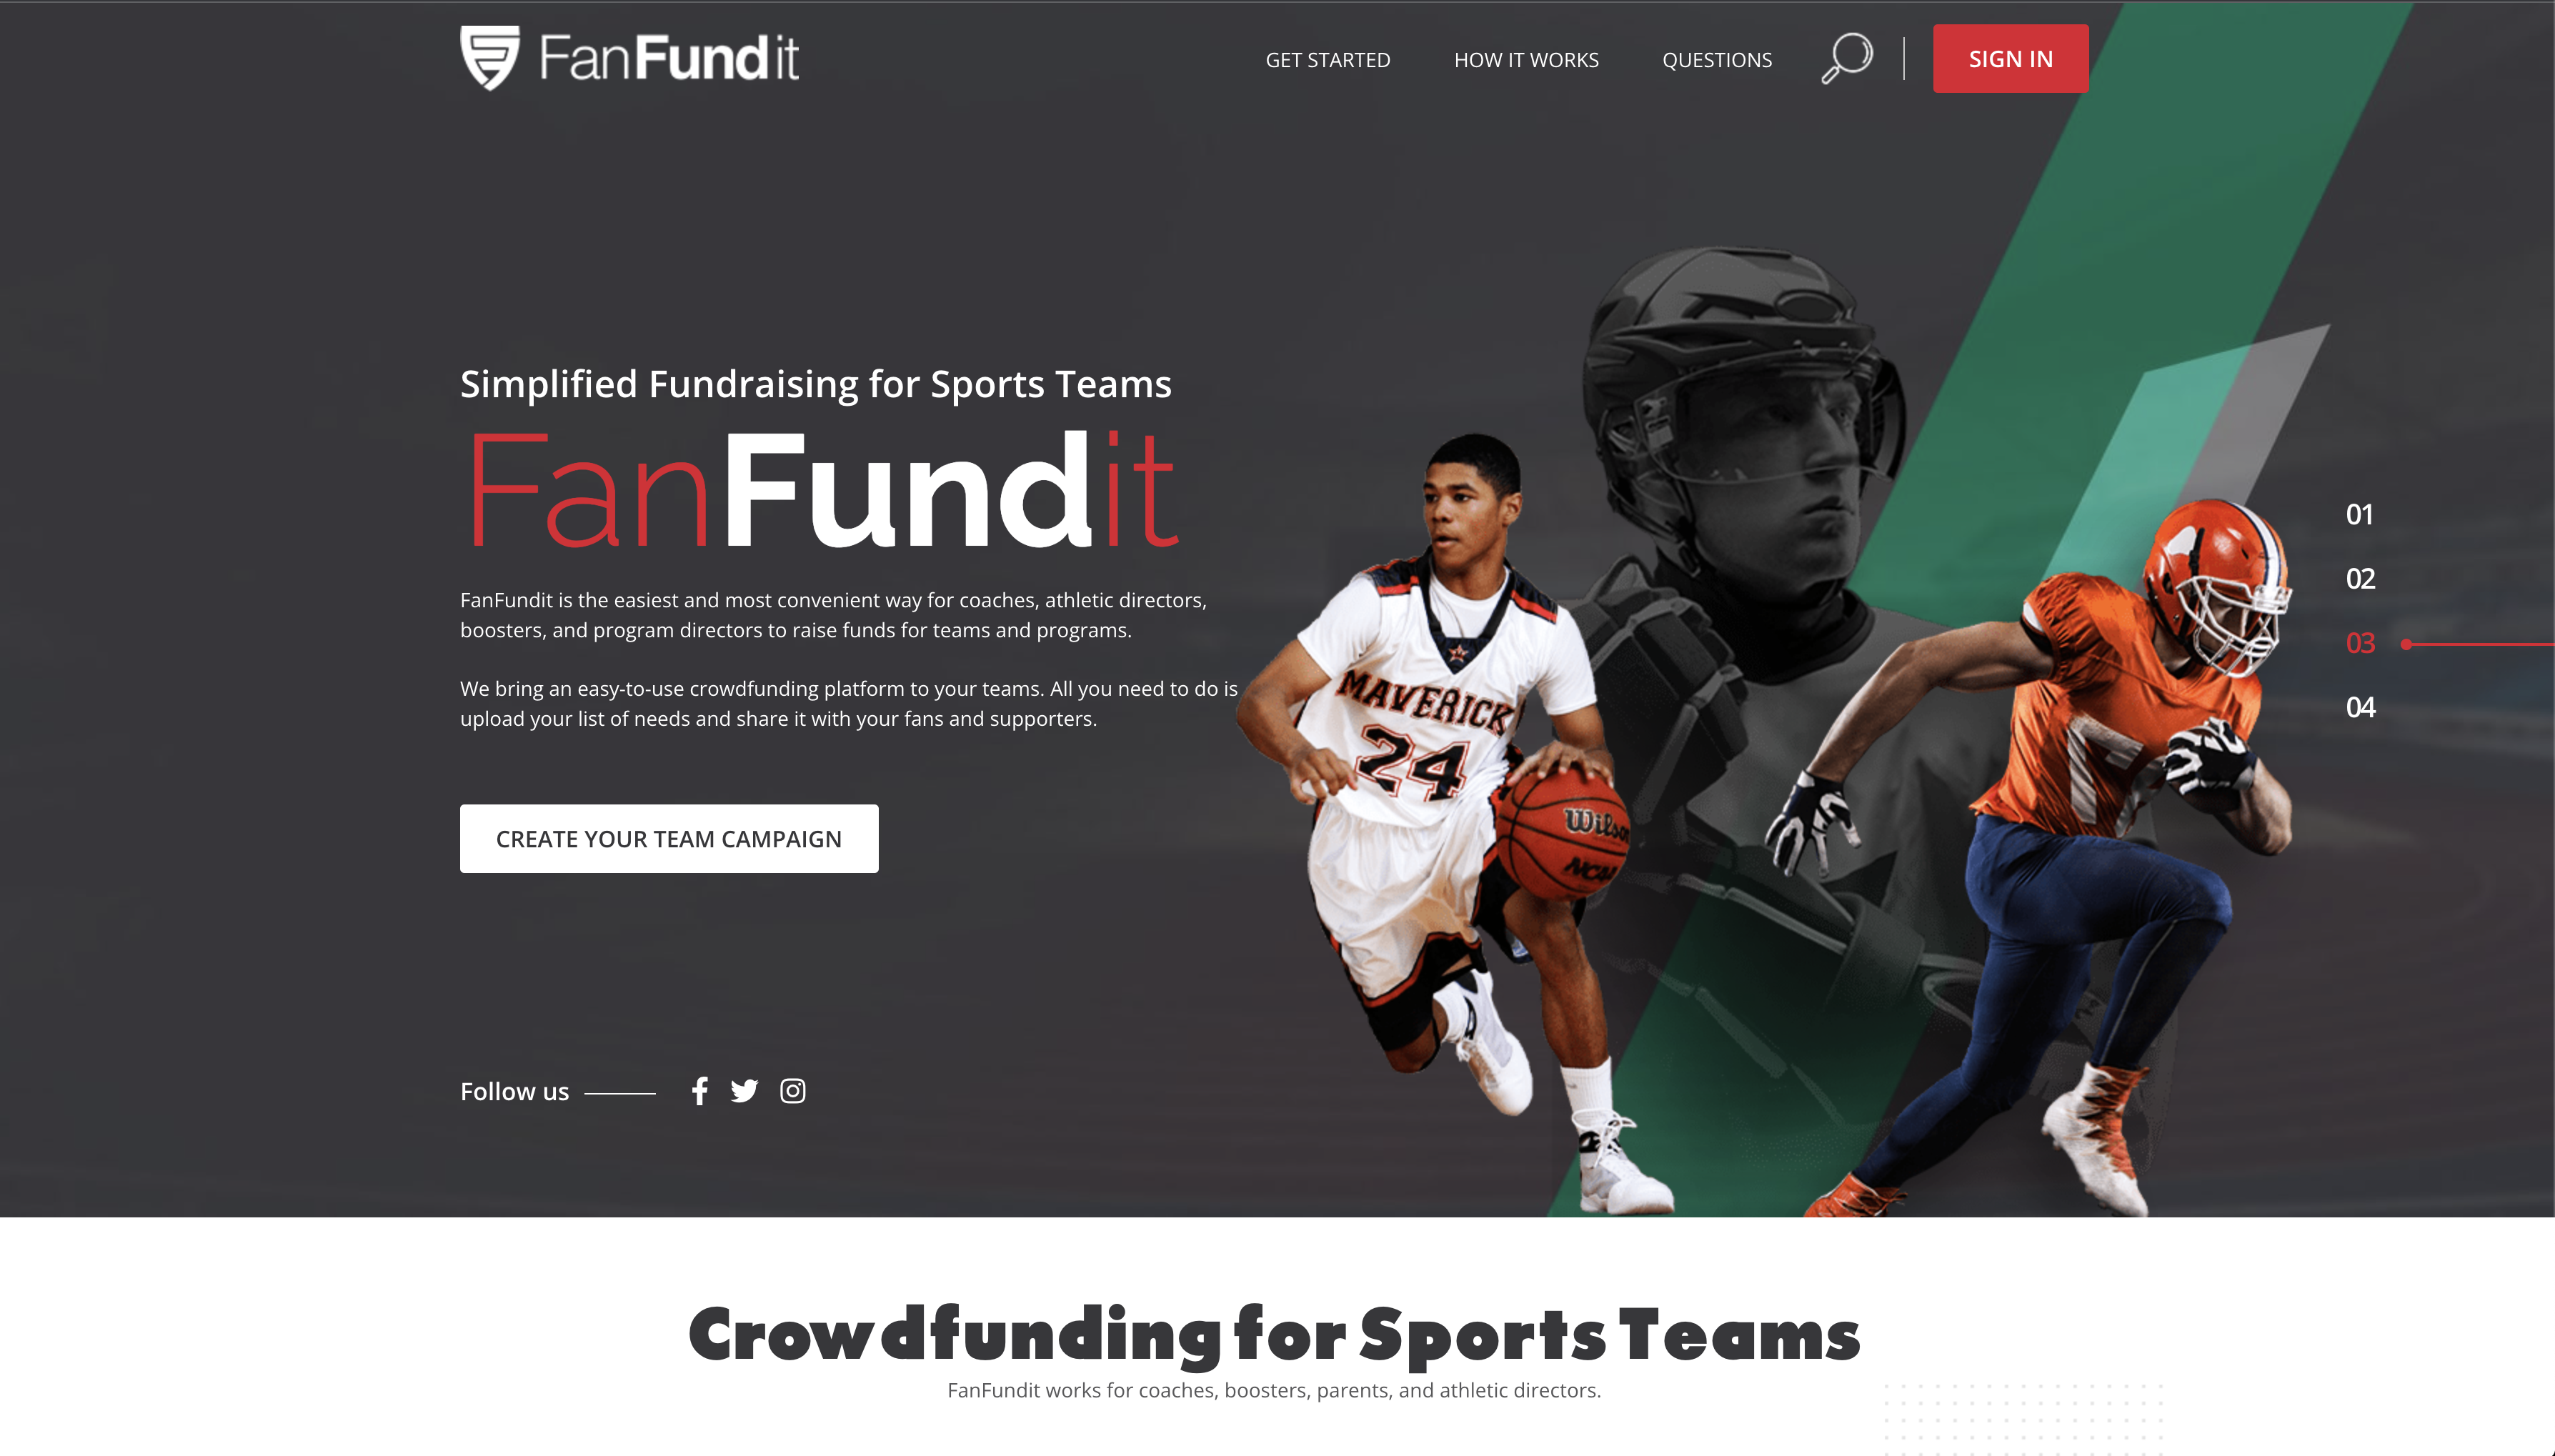 FanFundit
GET STARTED
HOW IT WORKS
QUESTIONS
SIGN IN
Simplified Fundraising for Sports Teams
FanFundit
FanFundit is the easiest and most convenient way for coaches, athletic directors,
boosters, and program directors to raise funds for teams and programs.
We bring an easy-to-use crowdfunding platform to your teams. All you need to do is
upload your list of needs and share it with your fans and supporters.
CREATE YOUR TEAM CAMPAIGN
MAVERICK
24
Wilson
NCAA
01
02
03
04
Follow us
Crowdfunding for Sports Teams
FanFundit works for coaches, boosters, parents, and athletic directors.